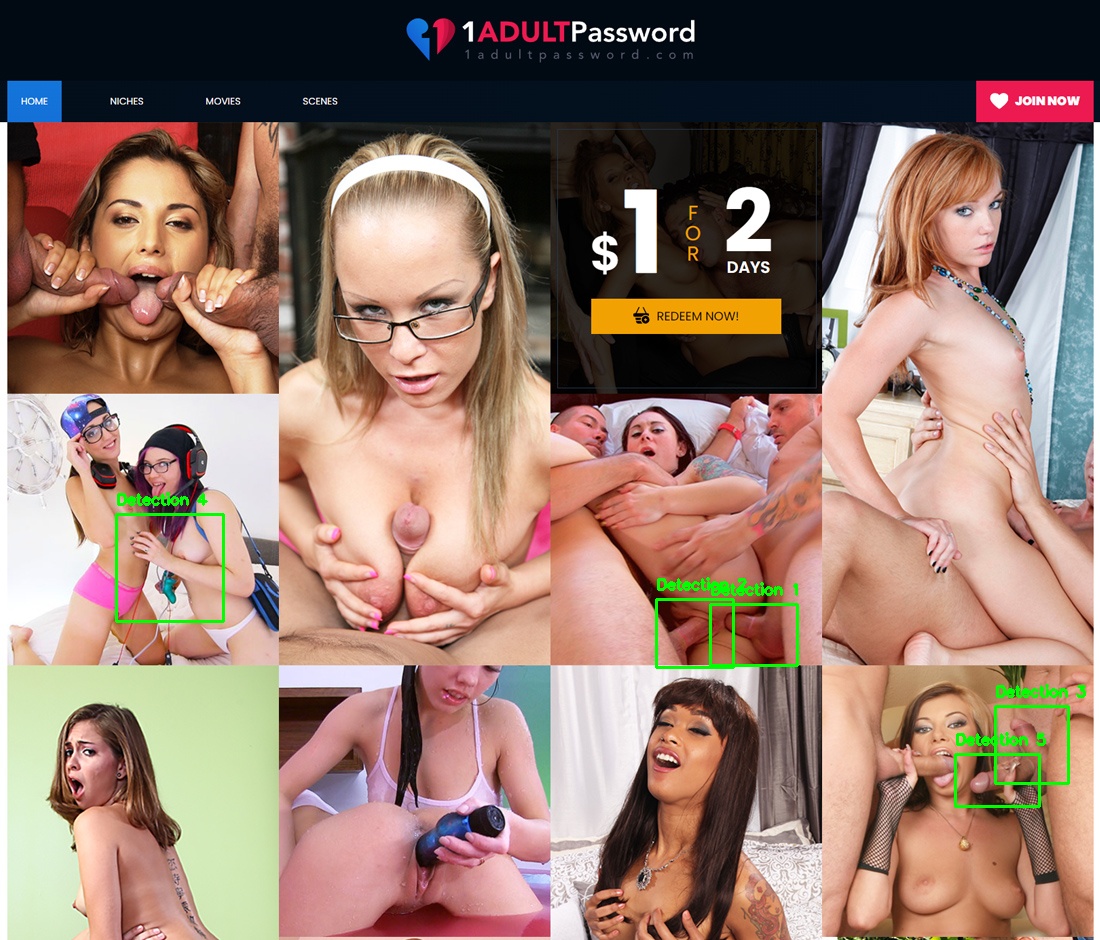 1ADULTPassword
1adultpassword.com
HOME
NICHES
MOVIES
SCENES
JOIN NOW
$1 FOR 2 DAYS
REDEEM NOW!
Detection 4
Detection 2
Detection 1
Detection 3
Detection 5